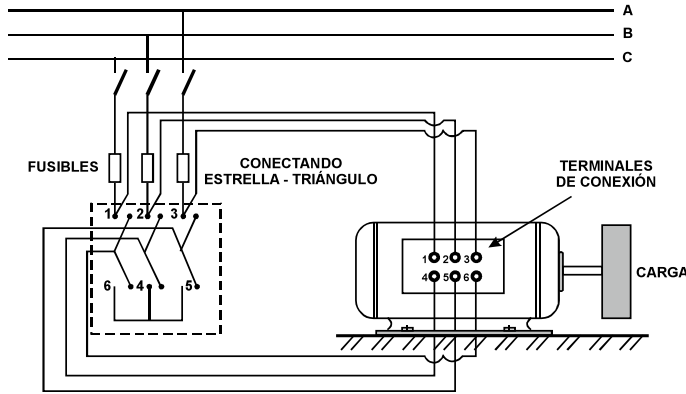 A
B
C
FUSIBLES
CONECTANDO
ESTRELLA - TRIÁNGULO
TERMINALES
DE CONEXIÓN
1 2 3
6 4 5
1 2 3
4 5 6
CARGA